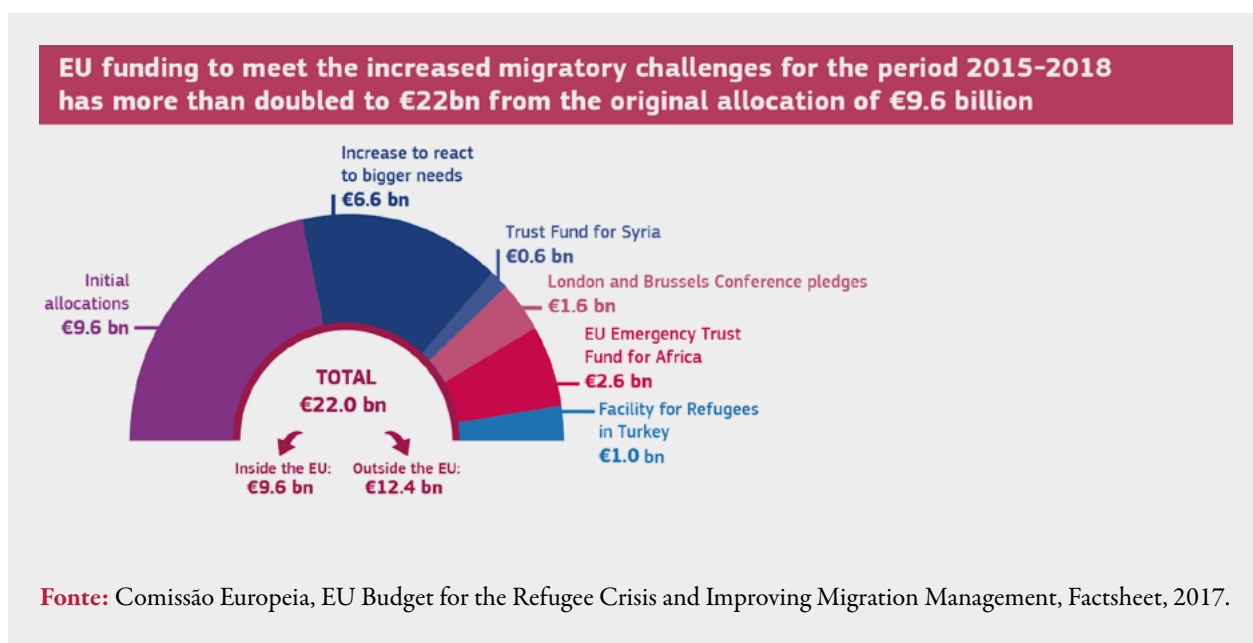 EU funding to meet the increased migratory challenges for the period 2015-2018
has more than doubled to €22bn from the original allocation of €9.6 billion
Increase to react
to bigger needs
€6.6 bn
Trust Fund for Syria
€0.6 bn
London and Brussels Conference pledges
€1.6 bn
Initial
allocations
€9.6 bn
EU Emergency Trust
Fund for Africa
€2.6 bn
TOTAL
€22.0 bn
Facility for Refugees
in Turkey
€1.0 bn
Inside the EU:
€9.6 bn
Outside the EU:
€12.4 bn
Fonte: Comissão Europeia, EU Budget for the Refugee Crisis and Improving Migration Management, Factsheet, 2017.